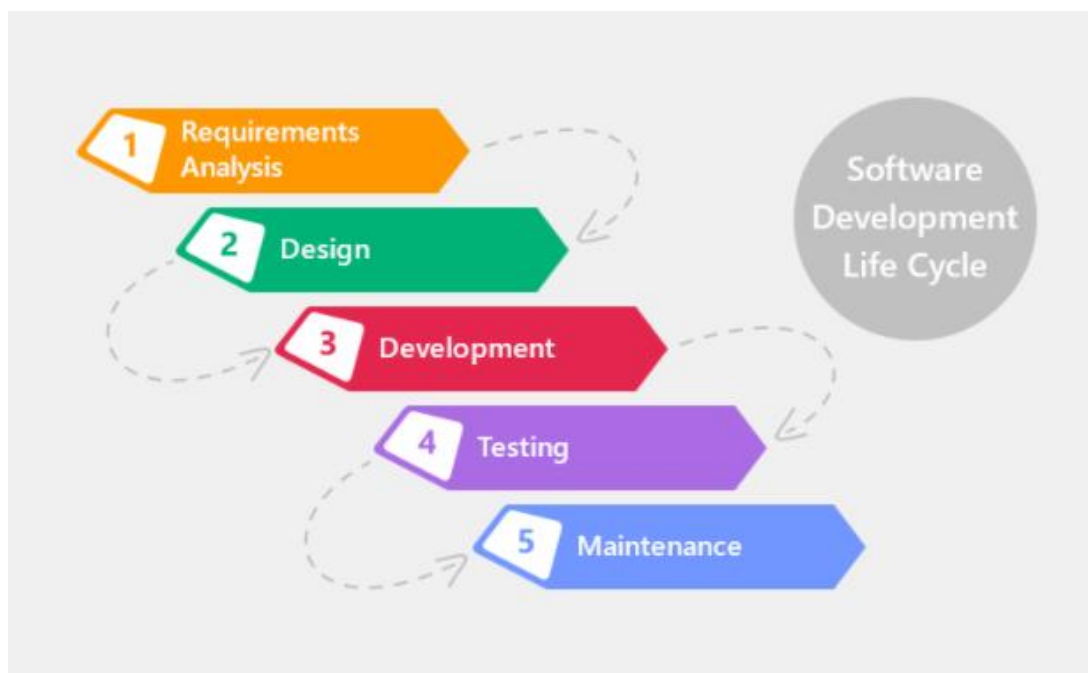 1
Requirements
Analysis
2
Design
3
Development
4
Testing
5
Maintenance
Software
Development
Life Cycle